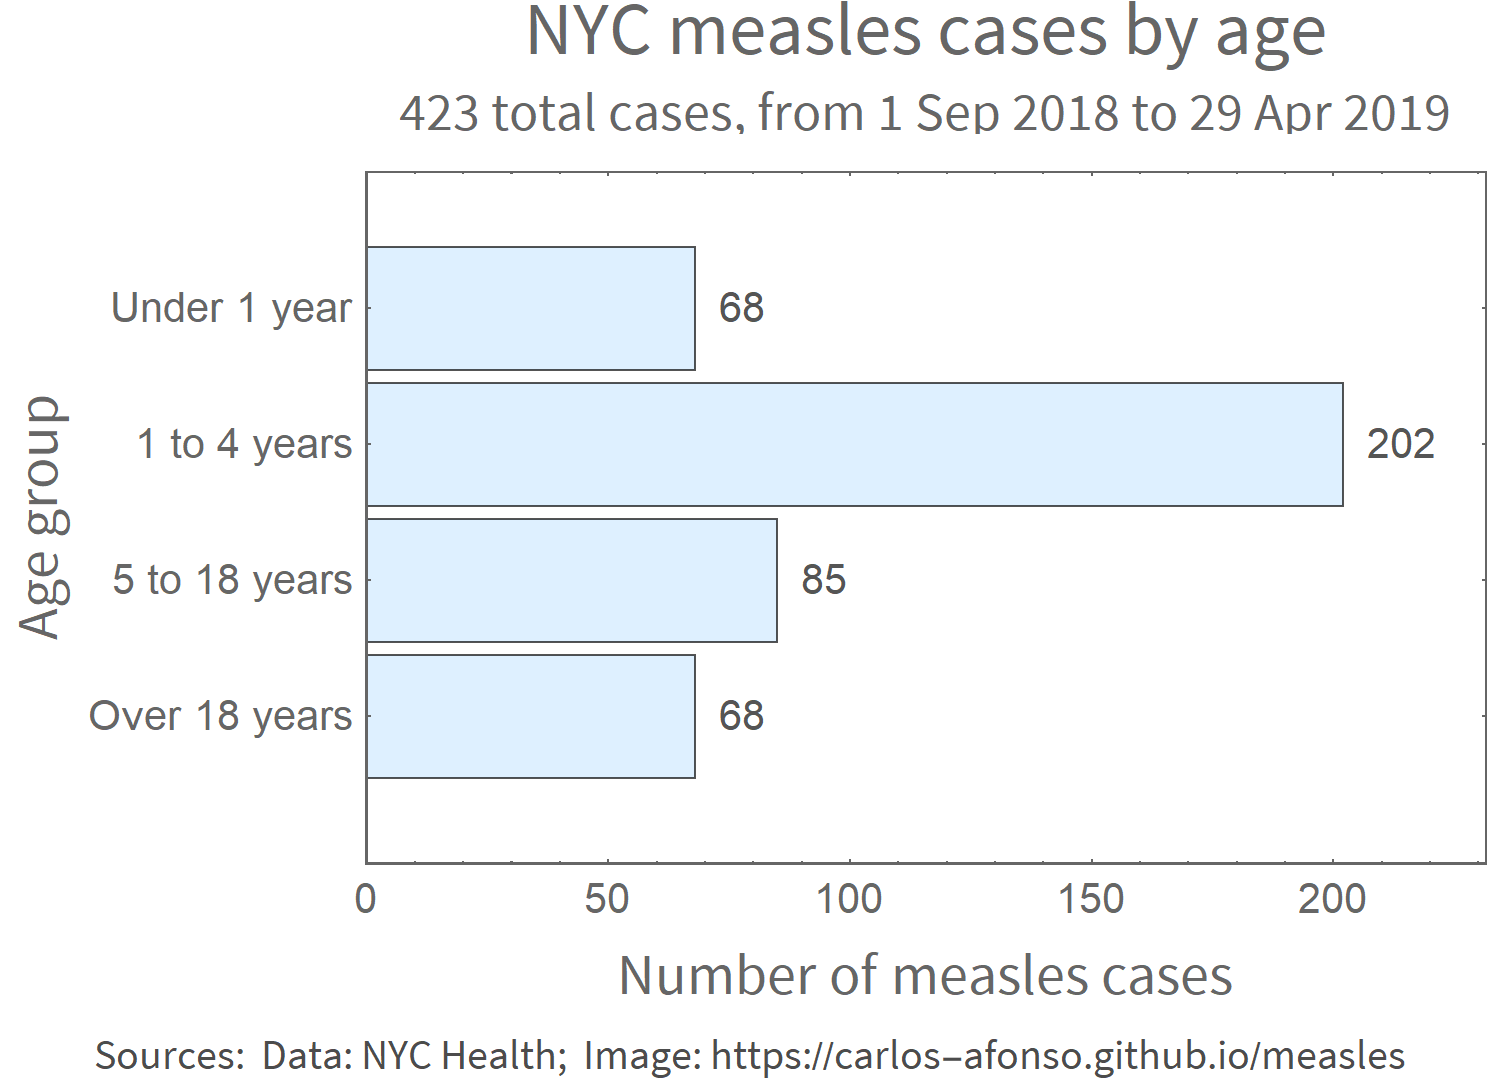 NYC measles cases by age
423 total cases, from 1 Sep 2018 to 29 Apr 2019
Age group
Under 1 year
68
1 to 4 years
202
5 to 18 years
85
Over 18 years
68
0 50 100 150 200
Number of measles cases
Sources: Data: NYC Health; Image: https://carlos-afonso.github.io/measles